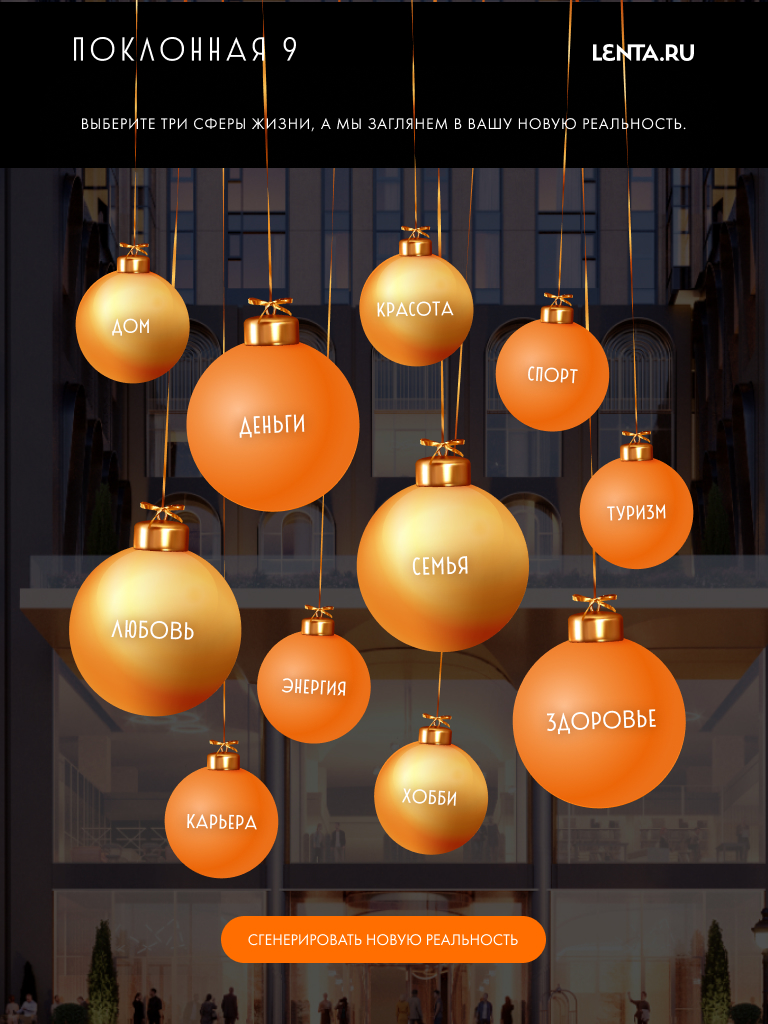 ПОКЛОННАЯ 9
LENTA.RU
ВЫБЕРИТЕ ТРИ СФЕРЫ ЖИЗНИ, А МЫ ЗАГЛЯНЕМ В ВАШУ НОВУЮ РЕАЛЬНОСТЬ.
ДОМ
КРАСОТА
СПОРТ
ДЕНЬГИ
ТУРИЗМ
СЕМЬЯ
ЛЮБОВЬ
ЭНЕРГИЯ
ЗДОРОВЬЕ
ХОББИ
КАРЬЕРА
СГЕНЕРИРОВАТЬ НОВУЮ РЕАЛЬНОСТЬ